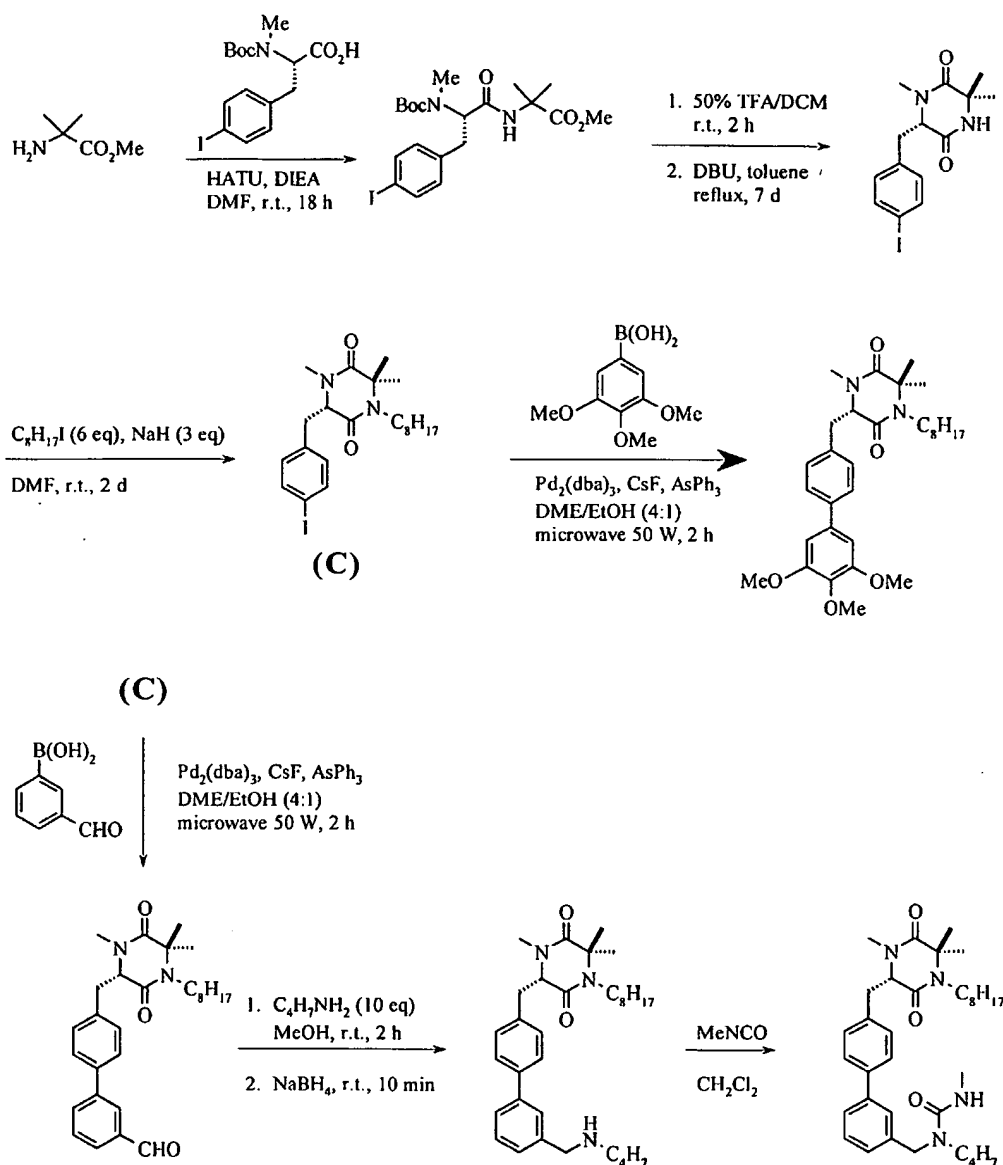 Me
BocN CO2H
I
H2N CO2Me
HATU, DIEA
DMF, r.t., 18 h
Me O
BocN N CO2Me
H
I
1. 50% TFA/DCM
r.t., 2 h
2. DBU, toluene
reflux, 7 d
O
N
NH
O
I
C8H17I (6 eq), NaH (3 eq)
DMF, r.t., 2 d
O
N
N C8H17
O
I
(C)
B(OH)2
MeO OMe
OMe
Pd2(dba)3, CsF, AsPh3
DME/EtOH (4:1)
microwave 50 W, 2 h
O
N
N C8H17
O
MeO OMe
OMe
(C)
B(OH)2
CHO
Pd2(dba)3, CsF, AsPh3
DME/EtOH (4:1)
microwave 50 W, 2 h
O
N
N C8H17
O
CHO
1. C4H7NH2 (10 eq)
MeOH, r.t., 2 h
2. NaBH4, r.t., 10 min
O
N
N C8H17
O
H
N
C4H7
MeNCO
CH2Cl2
O
N
N C8H17
O
O NH
N
C4H7